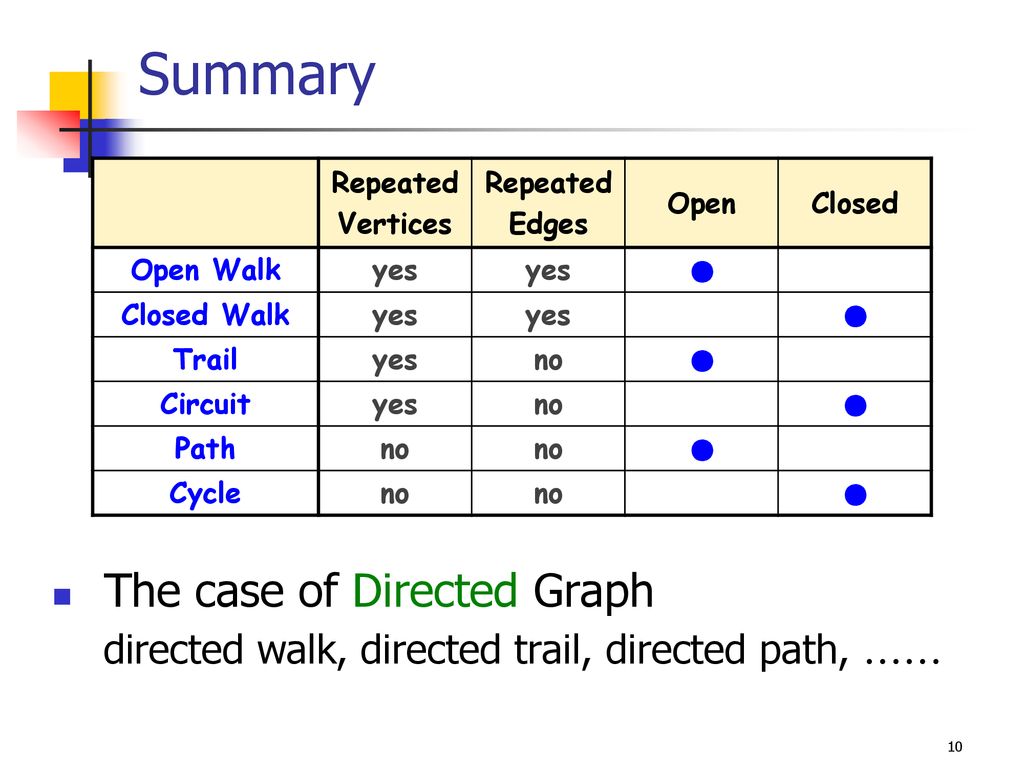 Summary
Repeated Vertices Repeated Edges Open Closed
Open Walk yes yes ●
Closed Walk yes yes ●
Trail yes no ●
Circuit yes no ●
Path no no ●
Cycle no no ●
The case of Directed Graph
directed walk, directed trail, directed path, ……
10